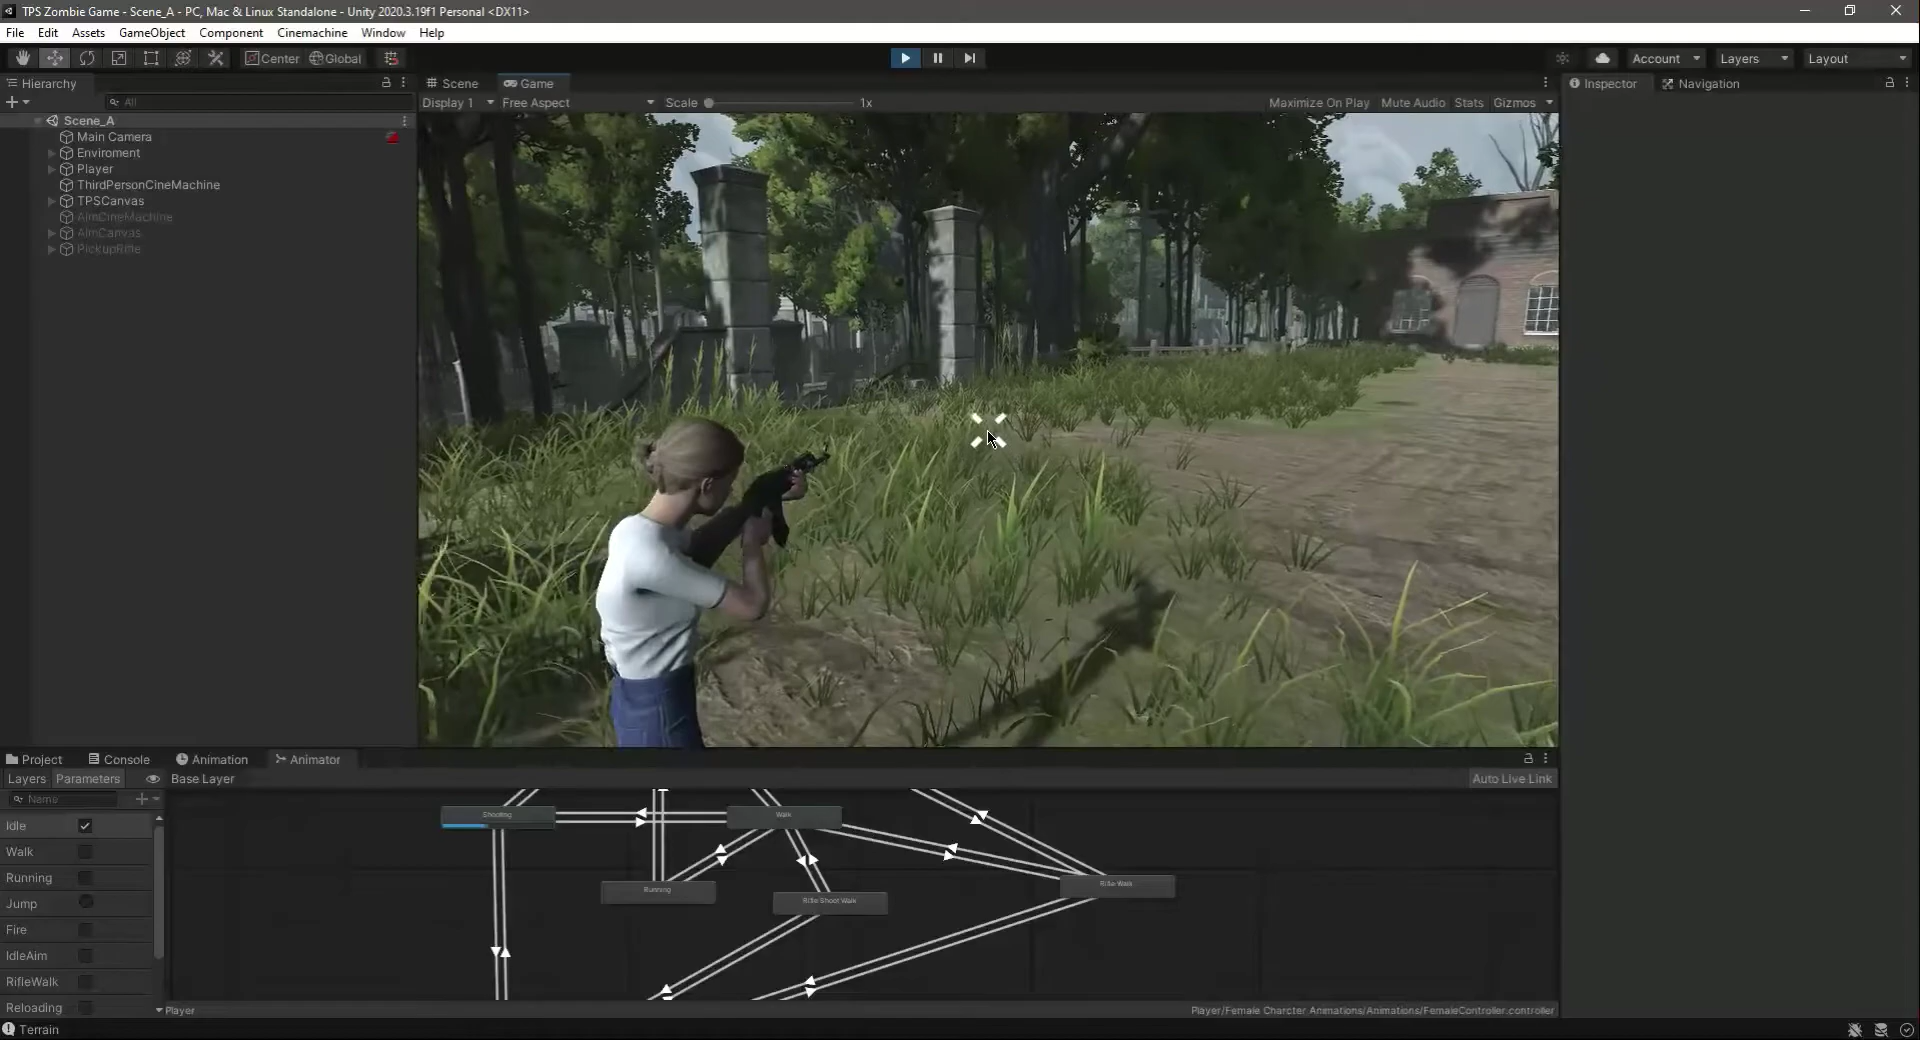 TPS Zombie Game - Scene_A - PC, Mac & Linux Standalone - Unity 2020.3.19f1 Personal <DX11>
File Edit Assets GameObject Component Cinemachine Window Help
Center Global Account Layers Layout
Hierarchy Scene Game Inspector Navigation
All Display 1 Free Aspect Scale 1x Maximize On Play Mute Audio Stats Gizmos
Scene_A
Main Camera
Enviroment
Player
ThirdPersonCineMachine
TPSCanvas
AimCineMachine
AimCanvas
PickupRifle
Project Console Animation Animator
Layers Parameters Base Layer Auto Live Link
Name
Shooting Walk
Idle
Walk
Running Running Rifle Walk
Jump Rifle Shoot Walk
Fire
IdleAim
RifleWalk
Reloading Player Player/Female Charcter Animations/Animations/FemaleController.controller
Terrain